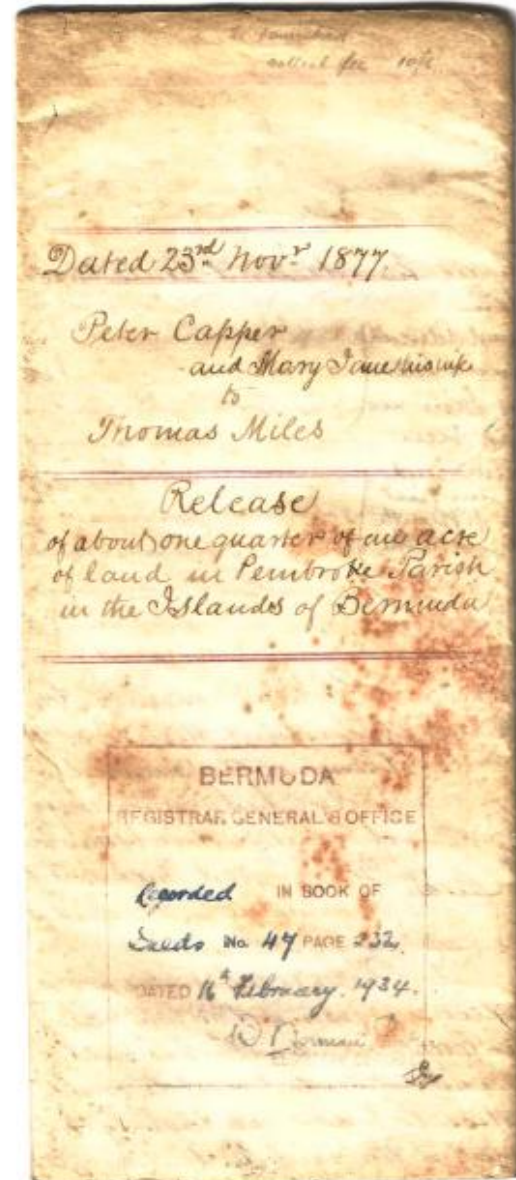 collect fee
Dated 23rd Novr 1877.
Peter Capper
and Mary Jane his wife
to
Thomas Miles
Release
of about one quarter of an acre
of land in Pembroke Parish
in the Islands of Bermuda
BERMUDA
REGISTRAR GENERAL'S OFFICE
Recorded IN BOOK OF
Deeds No 47 PAGE 232
DATED 16th February. 1934.